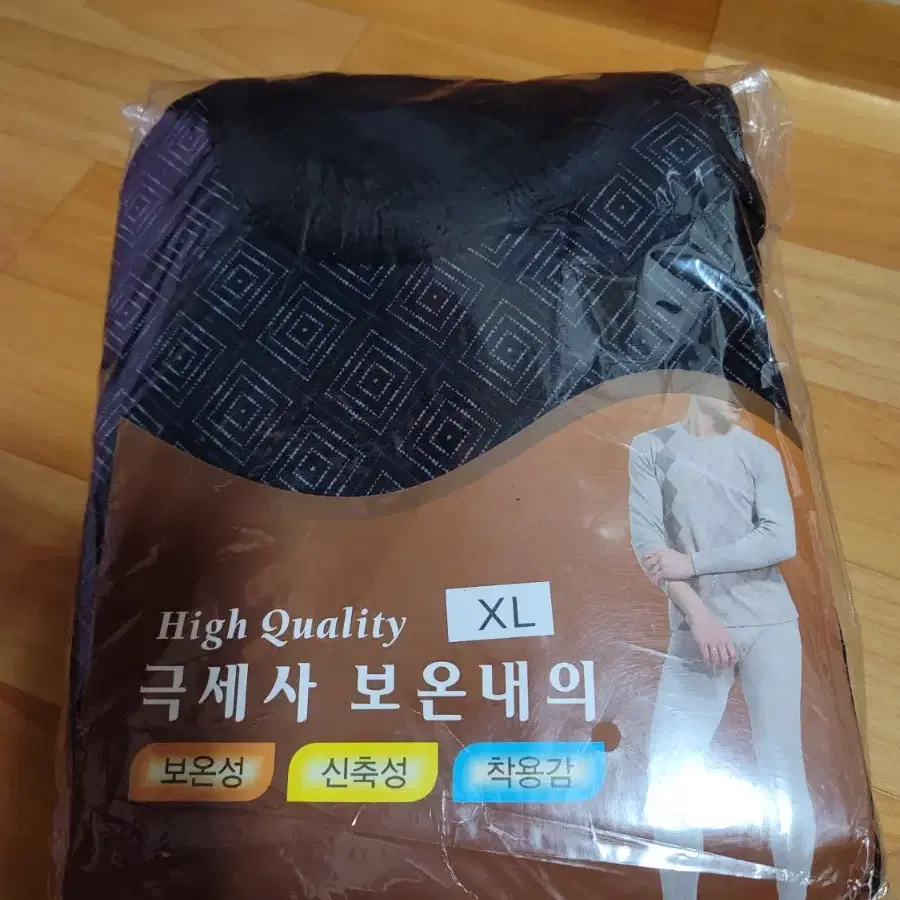 High Quality
XL
극세사 보온내의
보온성
신축성
착용감